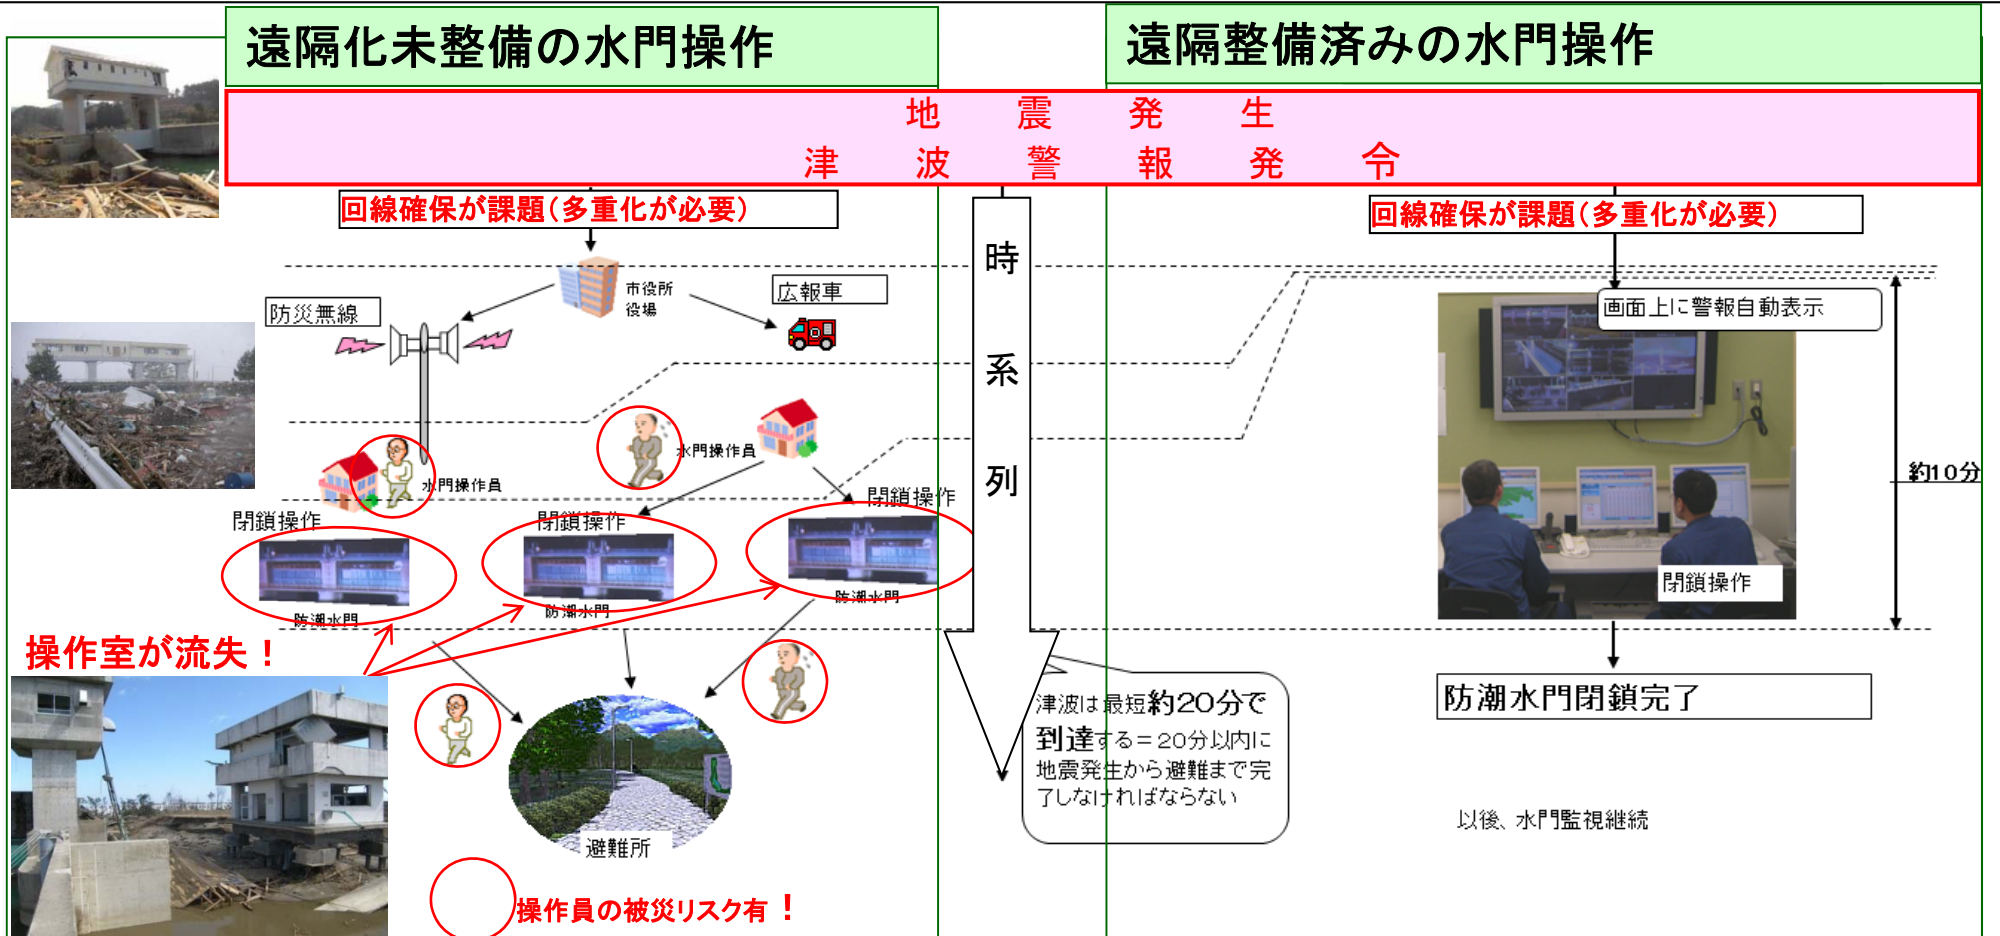 遠隔化未整備の水門操作
遠隔整備済みの水門操作
地震発生
津波警報発令
回線確保が課題（多重化が必要）
回線確保が課題（多重化が必要）
時系列
市役所
役場
防災無線
広報車
画面上に警報自動表示
水門操作員
水門操作員
約10分
閉鎖操作
閉鎖操作
閉鎖操作
防潮水門
防潮水門
防潮水門
閉鎖操作
操作室が流失！
防潮水門閉鎖完了
津波は最短約20分で
到達する＝20分以内に
地震発生から避難まで完
了しなければならない
以後、水門監視継続
避難所
操作員の被災リスク有！